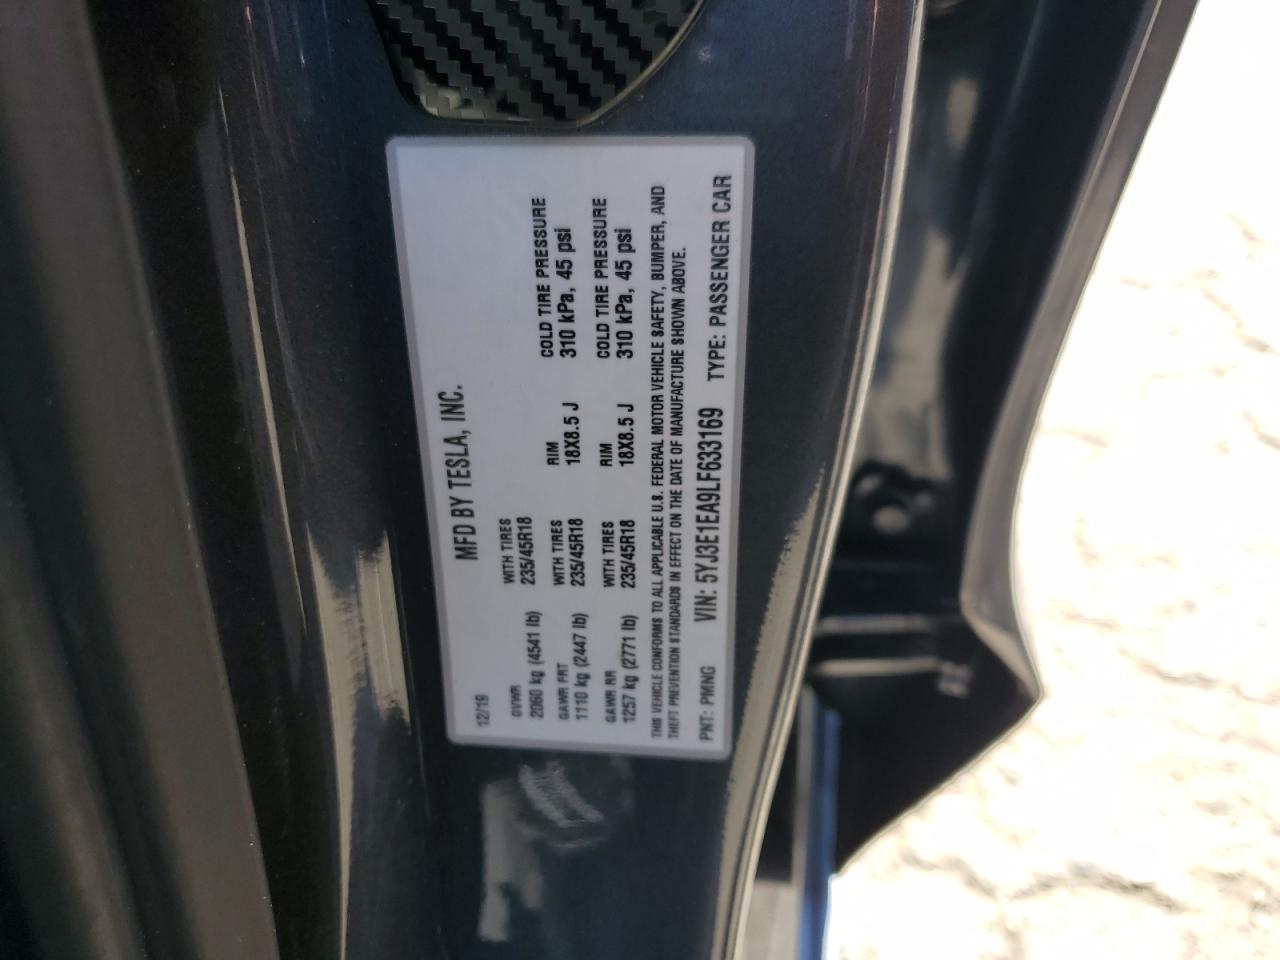 MFD BY TESLA, INC.
12/19
GVWR
2060 kg (4541 lb)
WITH TIRES
235/45R18
COLD TIRE PRESSURE
GAWR FRT
1110 kg (2447 lb)
WITH TIRES
235/45R18
RIM
18X8.5 J
310 kPa, 45 psi
GAWR RR
1257 kg (2771 lb)
WITH TIRES
235/45R18
RIM
18X8.5 J
COLD TIRE PRESSURE
310 kPa, 45 psi
THIS VEHICLE CONFORMS TO ALL APPLICABLE U.S. FEDERAL MOTOR VEHICLE SAFETY, BUMPER, AND
THEFT PREVENTION STANDARDS IN EFFECT ON THE DATE OF MANUFACTURE SHOWN ABOVE.
PNT: PMNG VIN: 5YJ3E1EA9LF633169 TYPE: PASSENGER CAR